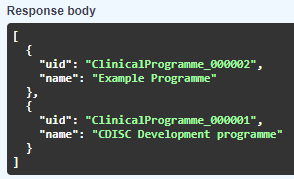 Response body
[
  {
    "uid": "ClinicalProgramme_000002",
    "name": "Example Programme"
  },
  {
    "uid": "ClinicalProgramme_000001",
    "name": "CDISC Development programme"
  }
]